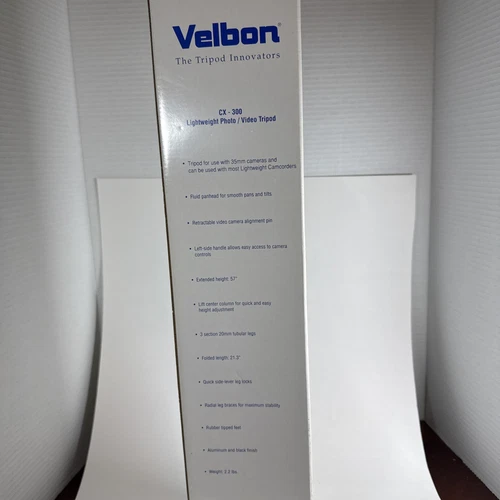 Velbon®
The Tripod Innovators
CX - 300
Lightweight Photo / Video Tripod
• Tripod for use with 35mm cameras and
can be used with most Lightweight Camcorders
• Fluid panhead for smooth pans and tilts
• Retractable video camera alignment pin
• Left-side handle allows easy access to camera
controls
• Extended height: 57"
• Lift center column for quick and easy
height adjustment
• 3 section 20mm tubular legs
• Folded length: 21.3"
• Quick side-lever leg locks
• Radial leg braces for maximum stability
• Rubber tipped feet
• Aluminum and black finish
• Weight: 2.2 lbs.